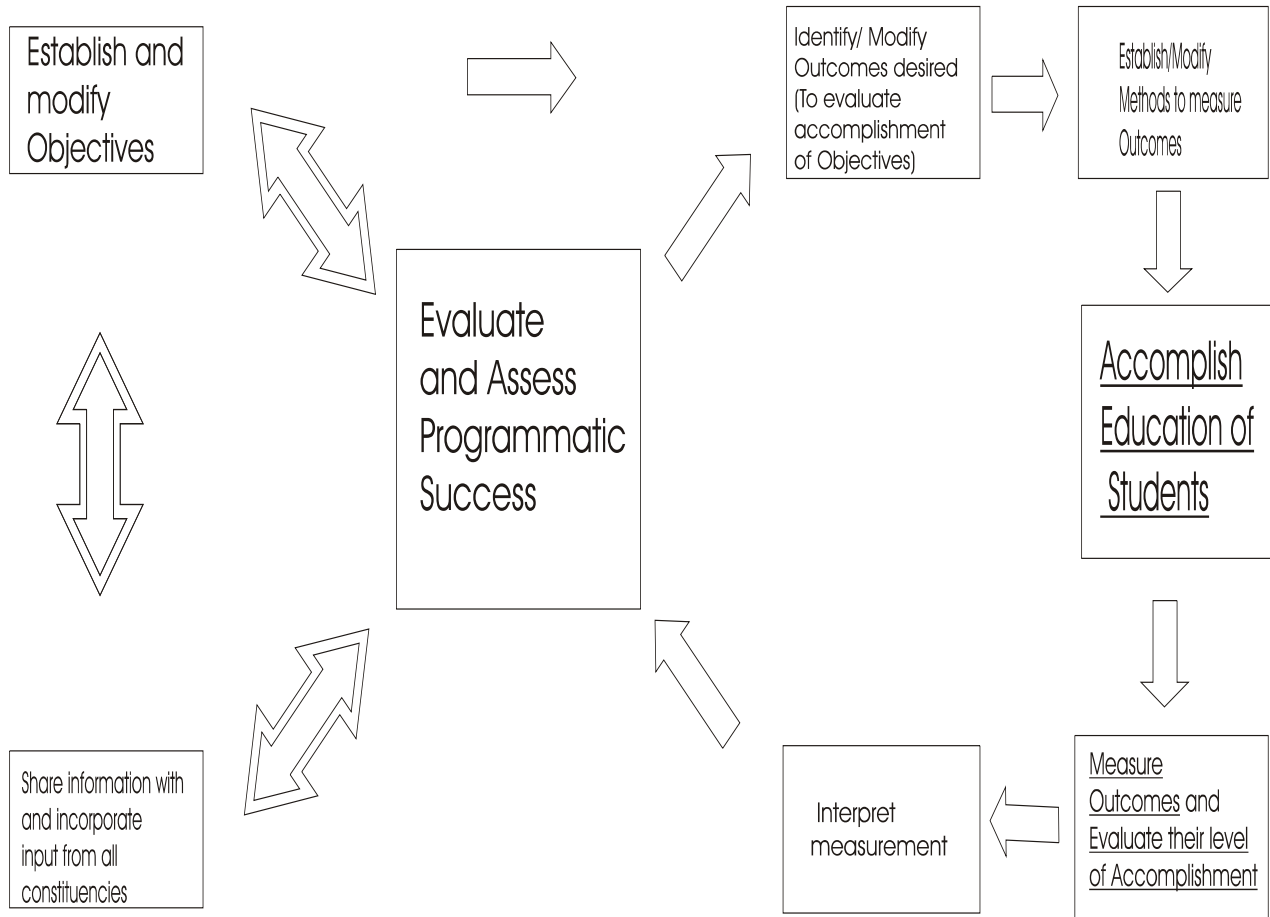 Establish and
modify
Objectives
Identify/ Modify
Outcomes desired
(To evaluate
accomplishment
of Objectives)
Establish/Modify
Methods to measure
Outcomes
Evaluate
and Assess
Programmatic
Success
Accomplish
Education of
Students
Share information with
and incorporate
input from all
constituencies
Interpret
measurement
Measure
Outcomes and
Evaluate their level
of Accomplishment